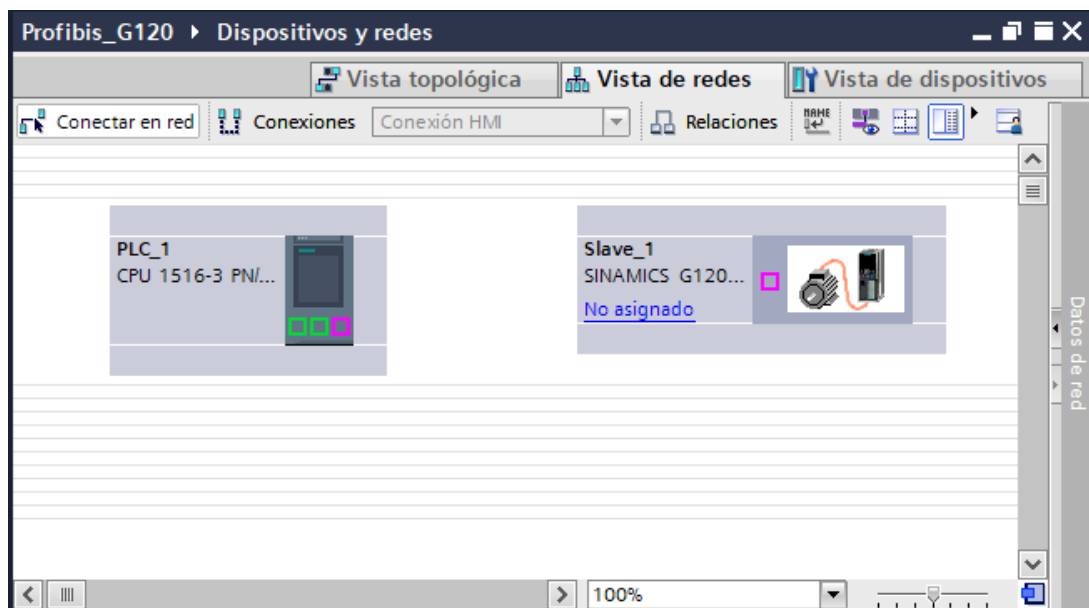 Profibis_G120 ▸ Dispositivos y redes
Vista topológica
Vista de redes
Vista de dispositivos
Conectar en red
Conexiones
Conexión HMI
Relaciones
NAME
PLC_1
CPU 1516-3 PN/...
Slave_1
SINAMICS G120...
No asignado
Datos de red
100%